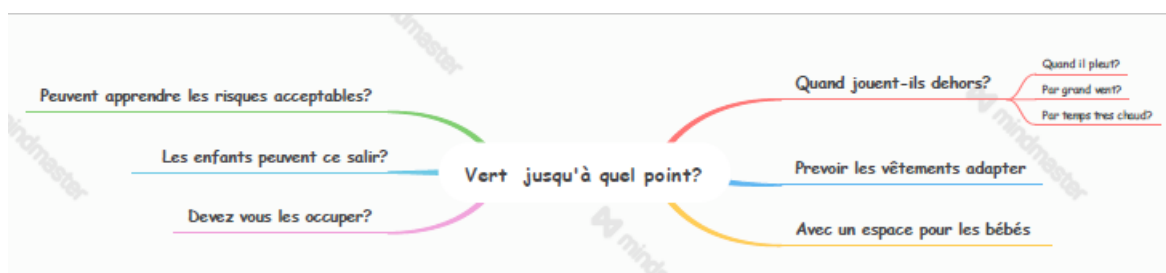 Vert jusqu'à quel point?
Quand jouent-ils dehors?
Quand il pleut?
Par grand vent?
Par temps tres chaud?
Prevoir les vêtements adapter
Avec un espace pour les bébés
Peuvent apprendre les risques acceptables?
Les enfants peuvent ce salir?
Devez vous les occuper?
mindmaster
mindmaster
mindmaster